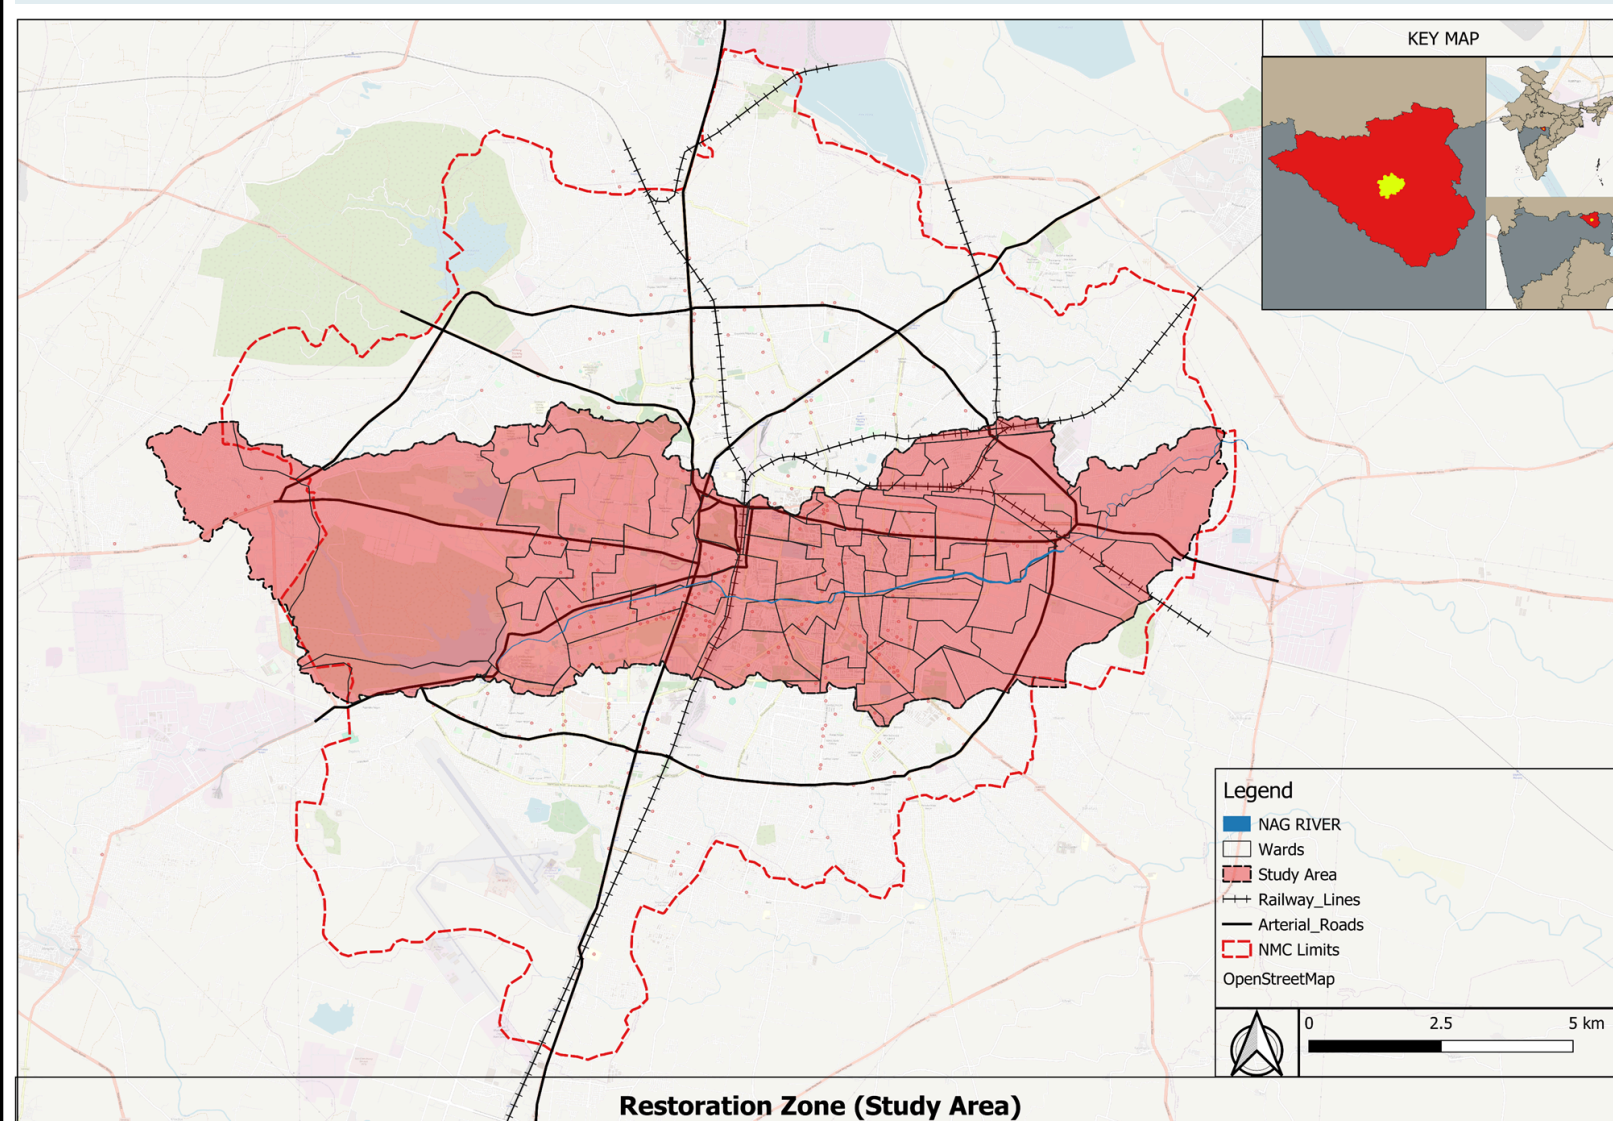 KEY MAP
Legend
NAG RIVER
Wards
Study Area
Railway_Lines
Arterial_Roads
NMC Limits
OpenStreetMap
0 2.5 5 km
Restoration Zone (Study Area)